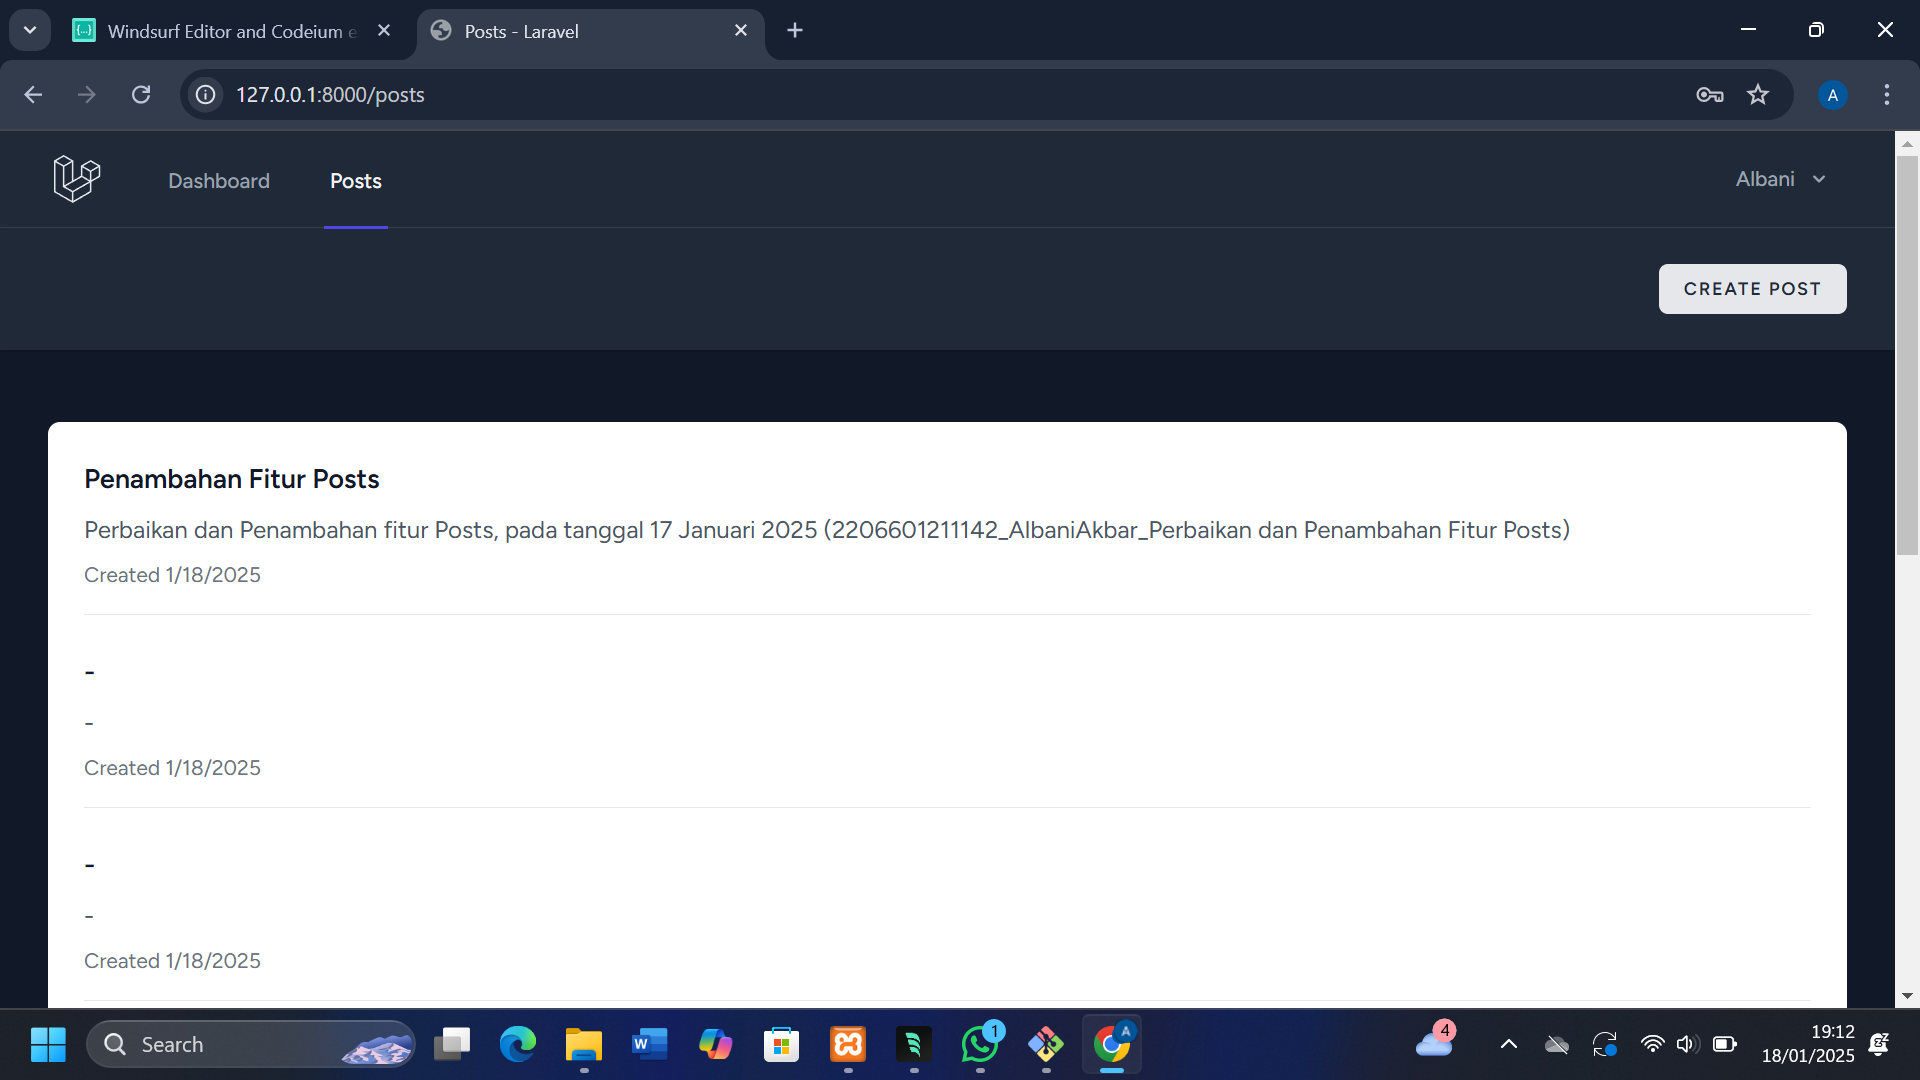 Windsurf Editor and Codeium e
Posts - Laravel
127.0.0.1:8000/posts
A
Dashboard
Posts
Albani
CREATE POST
Penambahan Fitur Posts
Perbaikan dan Penambahan fitur Posts, pada tanggal 17 Januari 2025 (2206601211142_AlbaniAkbar_Perbaikan dan Penambahan Fitur Posts)
Created 1/18/2025
-
-
Created 1/18/2025
-
-
Created 1/18/2025
Search
W
1
A
4
19:12
18/01/2025